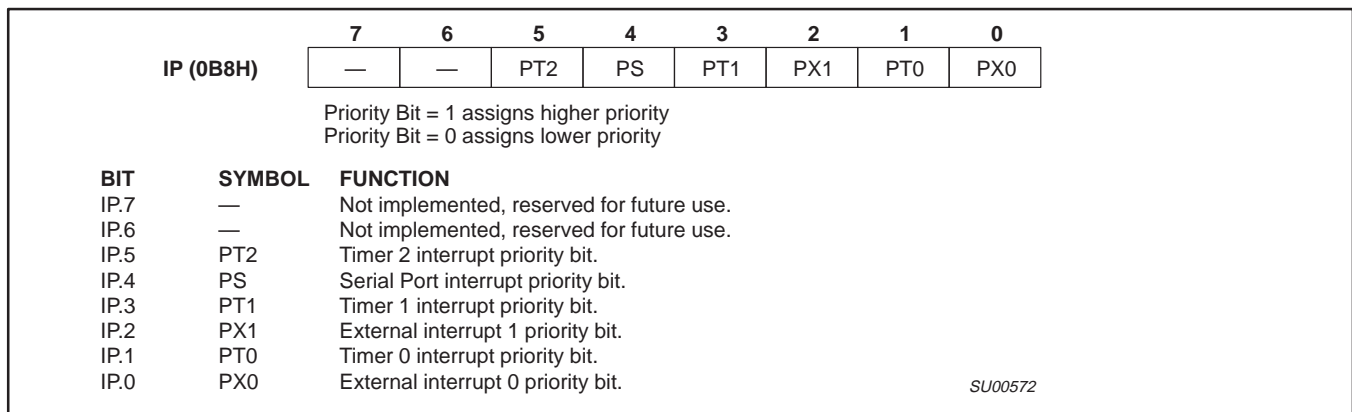 7 6 5 4 3 2 1 0
IP (0B8H) — — PT2 PS PT1 PX1 PT0 PX0
Priority Bit = 1 assigns higher priority
Priority Bit = 0 assigns lower priority
BIT SYMBOL FUNCTION
IP.7 — Not implemented, reserved for future use.
IP.6 — Not implemented, reserved for future use.
IP.5 PT2 Timer 2 interrupt priority bit.
IP.4 PS Serial Port interrupt priority bit.
IP.3 PT1 Timer 1 interrupt priority bit.
IP.2 PX1 External interrupt 1 priority bit.
IP.1 PT0 Timer 0 interrupt priority bit.
IP.0 PX0 External interrupt 0 priority bit.
SU00572